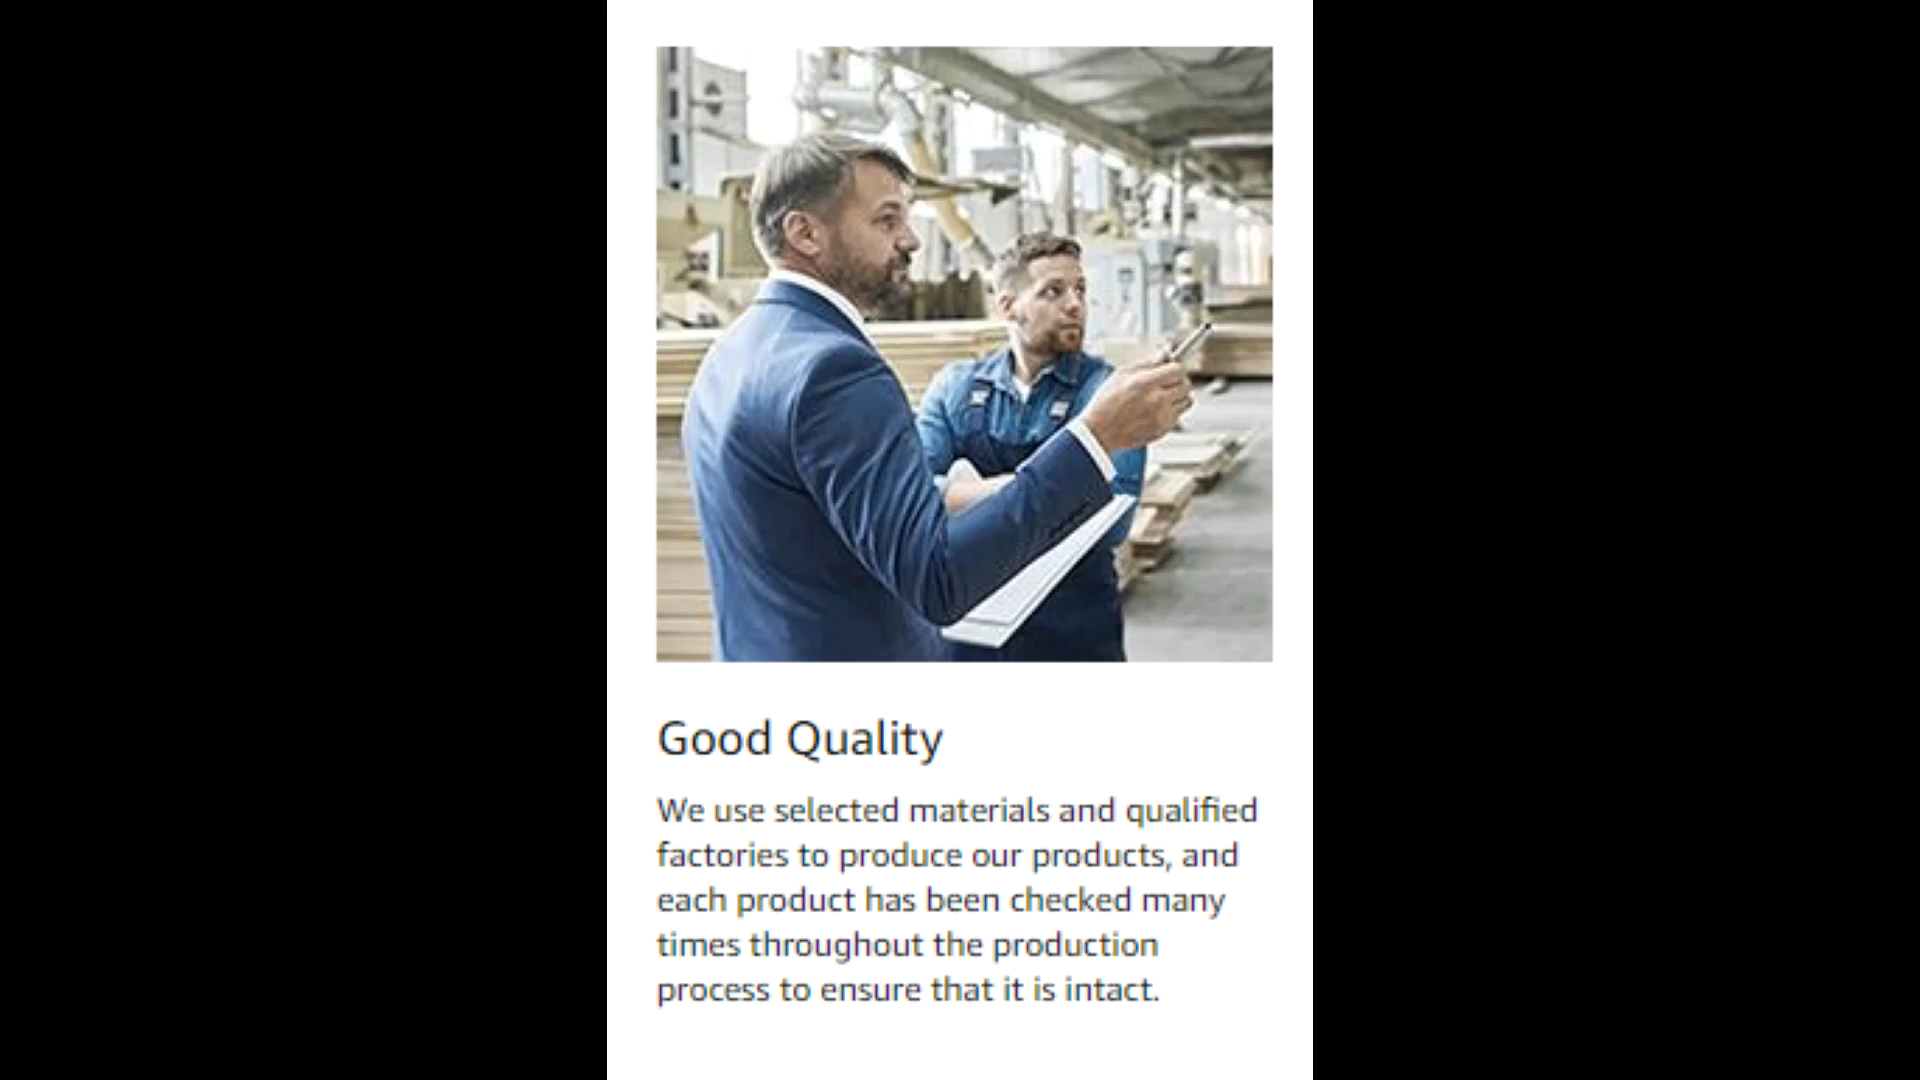 Good Quality
We use selected materials and qualified
factories to produce our products, and
each product has been checked many
times throughout the production
process to ensure that it is intact.